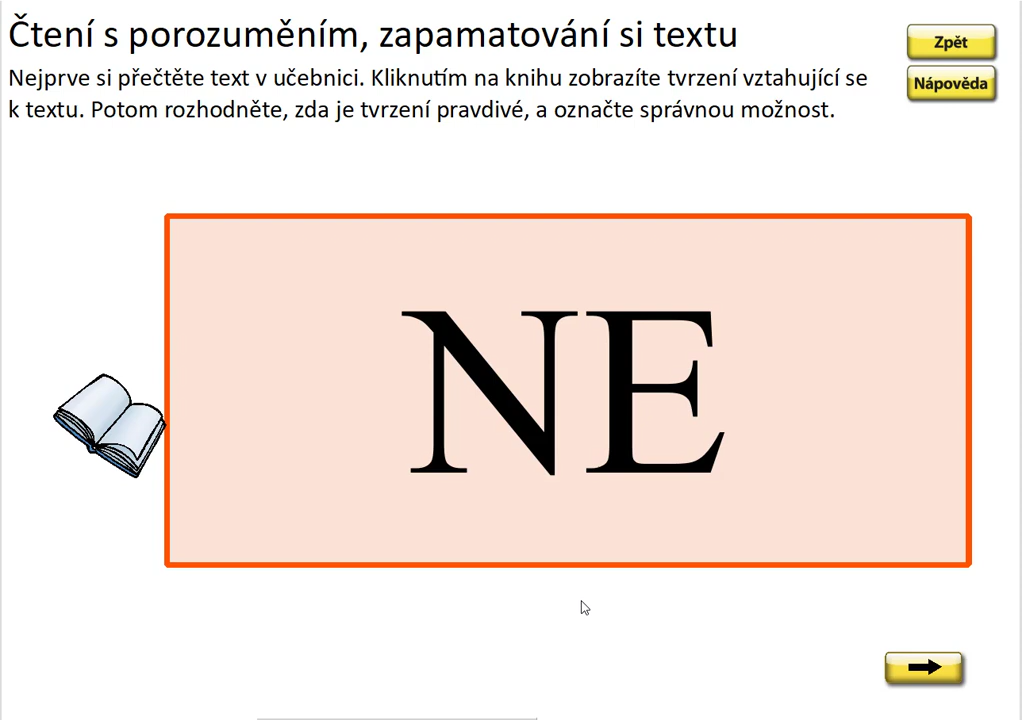 Čtení s porozuměním, zapamatování si textu
Nejprve si přečtěte text v učebnici. Kliknutím na knihu zobrazíte tvrzení vztahující se
k textu. Potom rozhodněte, zda je tvrzení pravdivé, a označte správnou možnost.
Zpět
Nápověda
NE